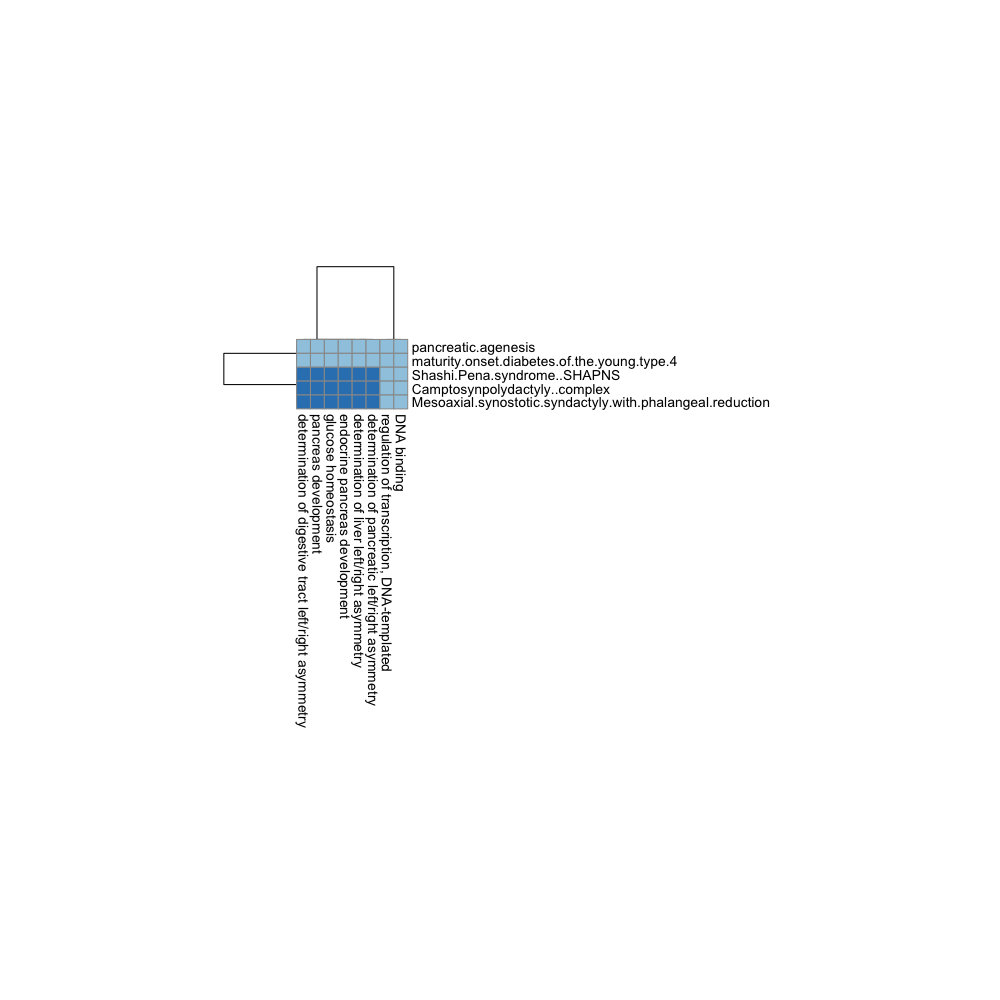 pancreatic.agenesis
maturity.onset.diabetes.of.the.young.type.4
Shashi.Pena.syndrome..SHAPNS
Camptosynpolydactyly..complex
Mesoaxial.synostotic.syndactyly.with.phalangeal.reduction
determination of digestive tract left/right asymmetry
pancreas development
glucose homeostasis
endocrine pancreas development
determination of liver left/right asymmetry
determination of pancreatic left/right asymmetry
regulation of transcription, DNA-templated
DNA binding